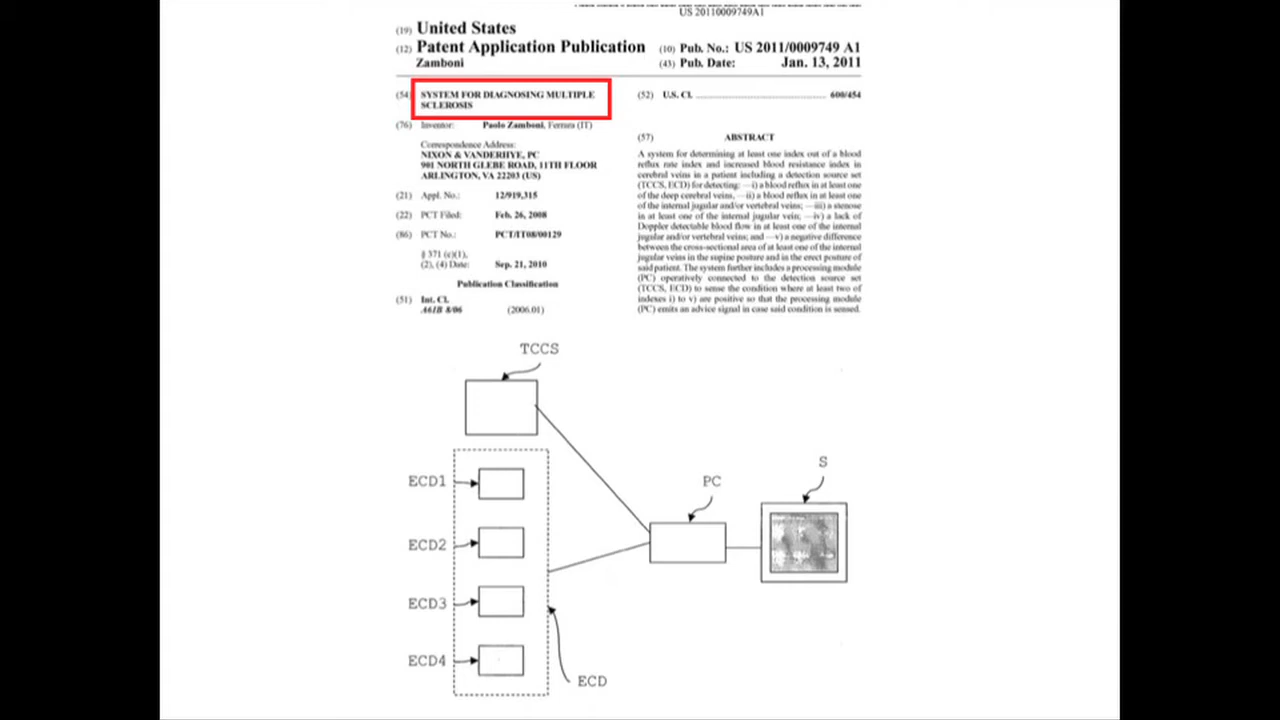 US 20110009749A1
(19) United States
(12) Patent Application Publication
Zamboni
(10) Pub. No.: US 2011/0009749 A1
(43) Pub. Date: Jan. 13, 2011
(54) SYSTEM FOR DIAGNOSING MULTIPLE
SCLEROSIS
(76) Inventor: Paolo Zamboni, Ferrara (IT)
Correspondence Address:
NIXON & VANDERHYE, PC
901 NORTH GLEBE ROAD, 11TH FLOOR
ARLINGTON, VA 22203 (US)
(21) Appl. No.: 12/919,315
(22) PCT Filed: Feb. 26, 2008
(86) PCT No.: PCT/IT08/00129
§ 371 (c)(1),
(2), (4) Date: Sep. 21, 2010
Publication Classification
(51) Int. Cl.
A61B 8/06 (2006.01)
(52) U.S. Cl. ........................................ 600/454
(57) ABSTRACT
A system for determining at least one index out of a blood
reflux rate index and increased blood resistance index in
cerebral veins in a patient including a detection source set
(TCCS, ECD) for detecting: —i) a blood reflux in at least one
of the deep cerebral veins, —ii) a blood reflux in at least one
of the internal jugular and/or vertebral veins; —iii) a stenose
in at least one of the internal jugular vein; —iv) a lack of
Doppler detectable blood flow in at least one of the internal
jugular and/or vertebral veins; and —v) a negative difference
between the cross-sectional area of at least one of the internal
jugular veins in the supine posture and in the erect posture of
said patient. The system further includes a processing module
(PC) operatively connected to the detection source set
(TCCS, ECD) to sense the condition where at least two of
indexes i) to v) are positive so that the processing module
(PC) emits an advice signal in case said condition is sensed.
TCCS
ECD1
ECD2
ECD3
ECD4
ECD
PC
S